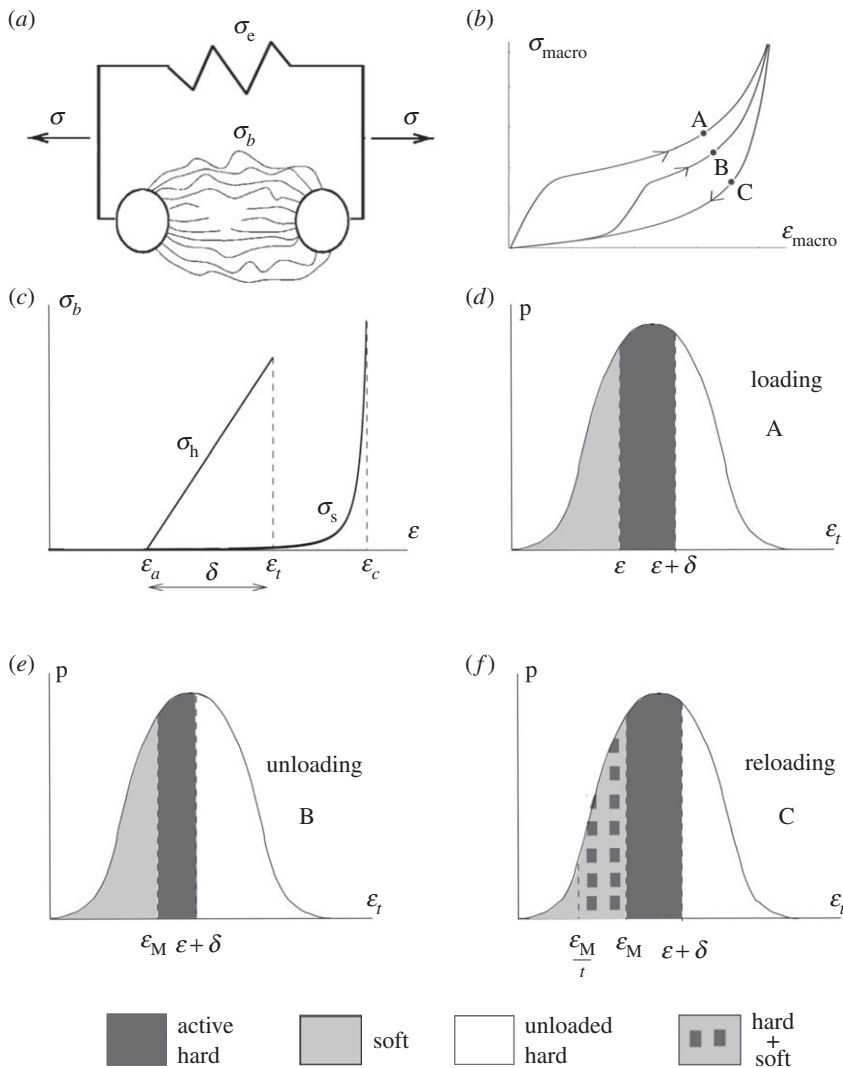 (a)
σe
σ
σ
σb
(b)
σmacro
A
B
C
εmacro
(c)
σb
σh
σs
ε
εa
δ
εt
εc
(d)
p
loading
A
εt
ε
ε + δ
(e)
p
unloading
B
εt
εM
ε + δ
(f)
p
reloading
C
εt
εM
t
εM
ε + δ
active
hard
soft
unloaded
hard
hard
+
soft